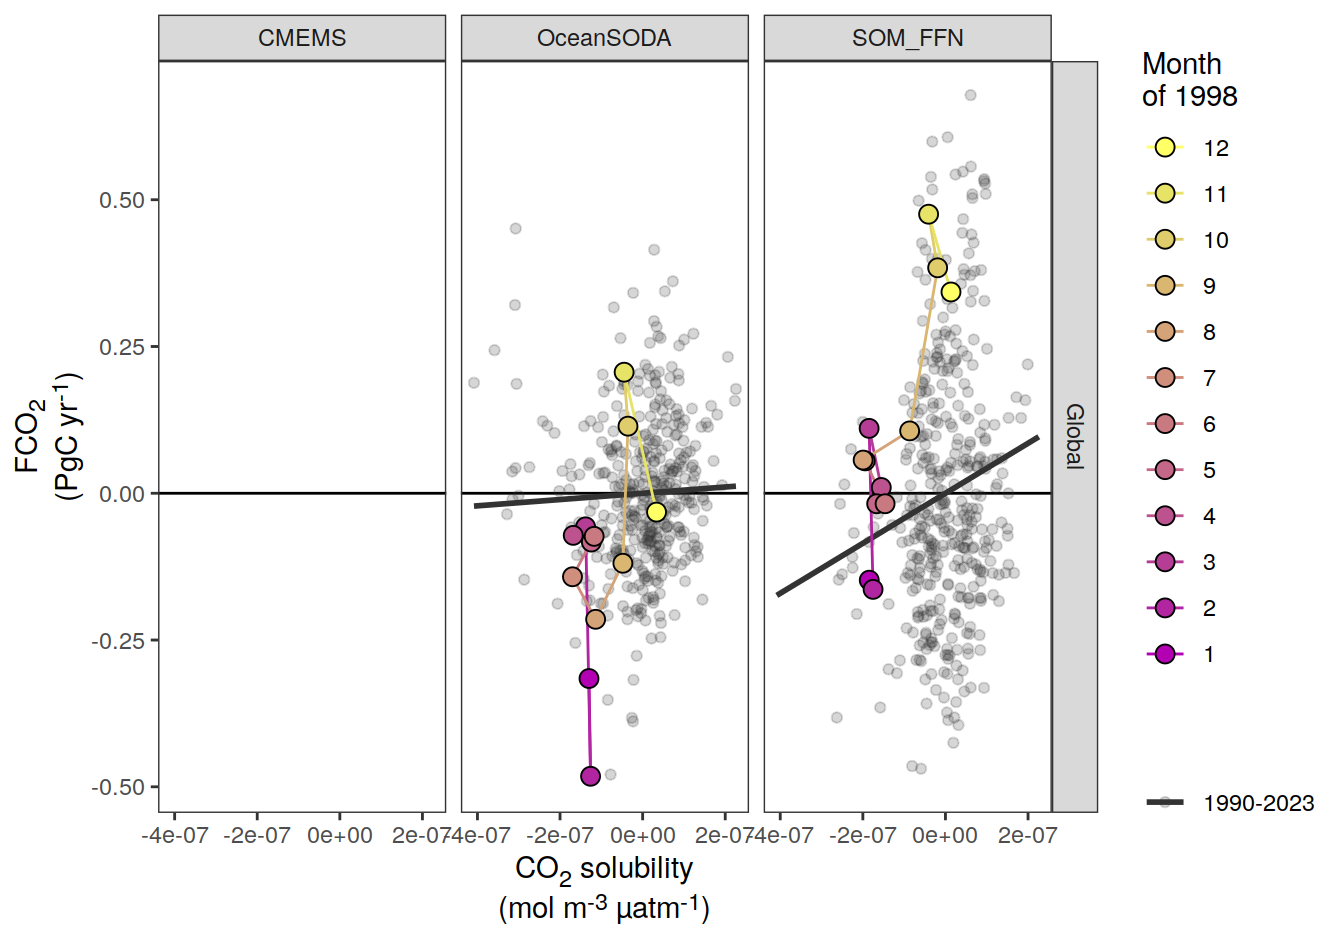 CMEMS
OceanSODA
SOM_FFN
Global
FCO2
(PgC yr-1)
0.50
0.25
0.00
-0.25
-0.50
-4e-07 -2e-07 0e+00 2e-07
-4e-07 -2e-07 0e+00 2e-07
-4e-07 -2e-07 0e+00 2e-07
CO2 solubility
(mol m-3 µatm-1)
Month
of 1998
12
11
10
9
8
7
6
5
4
3
2
1
1990-2023